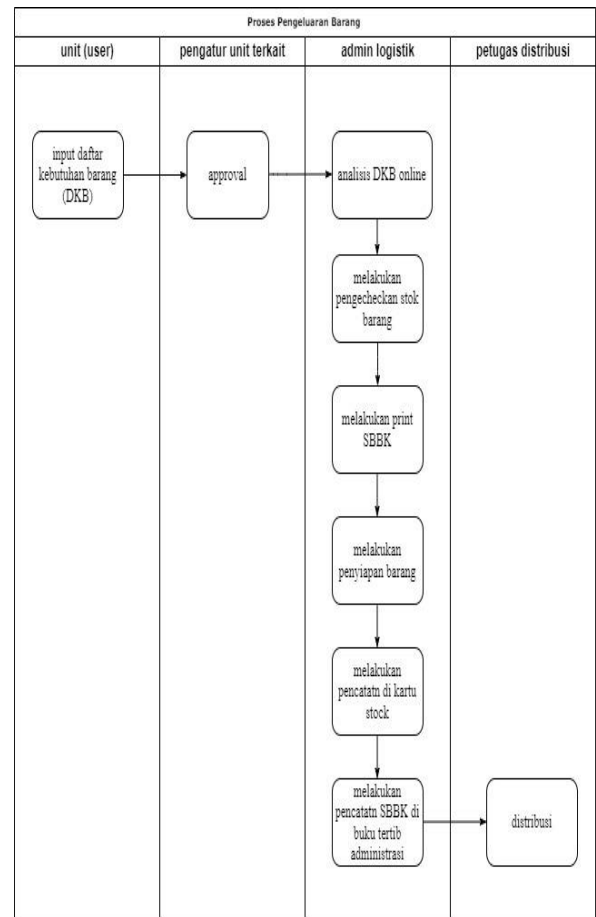 Proses Pengeluaran Barang
unit (user)
pengatur unit terkait
admin logistik
petugas distribusi
input daftar
kebutuhan barang
(DKB)
approval
analisis DKB online
melakukan
pengecheckan stok
barang
melakukan print
SBBK
melakukan
penyiapan barang
melakukan
pencatatn di kartu
stock
melakukan
pencatatn SBBK di
buku tertib
administrasi
distribusi